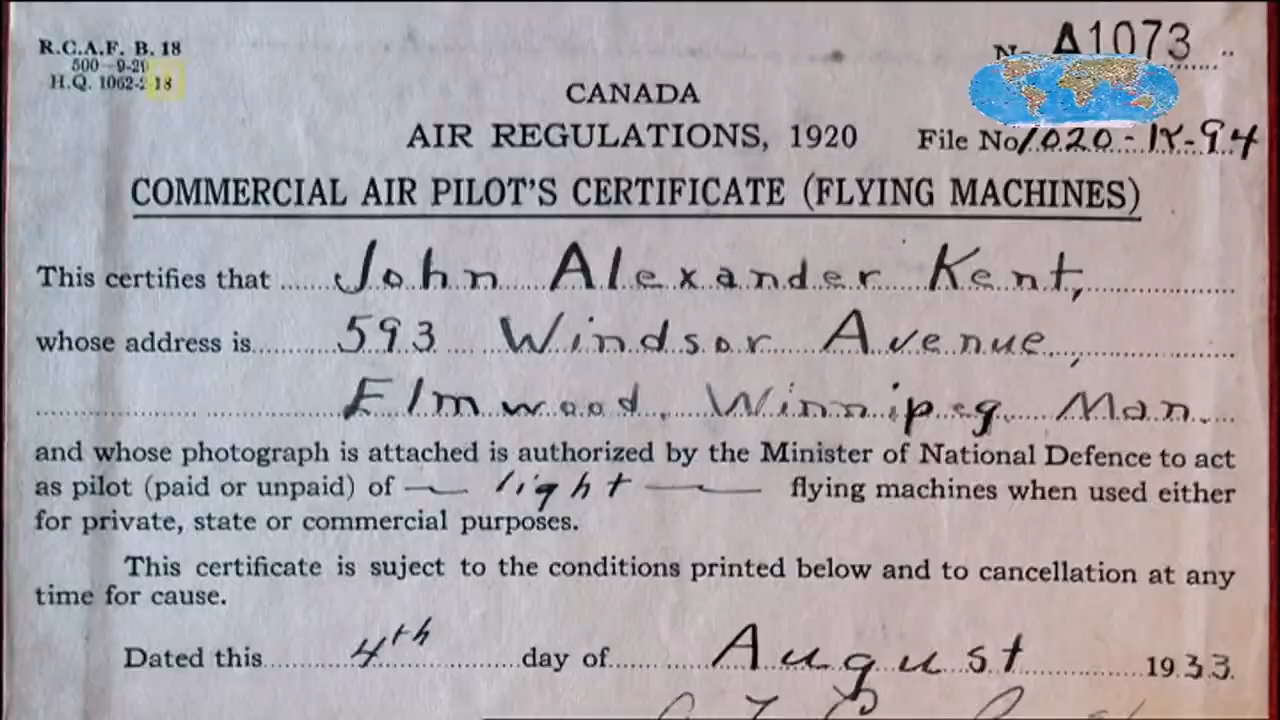 R.C.A.F. B. 18
500—9-29
H.Q. 1062-2-18
No. A1073
CANADA
AIR REGULATIONS, 1920
File No 1020-12-94
COMMERCIAL AIR PILOT'S CERTIFICATE (FLYING MACHINES)
This certifies that John Alexander Kent,
whose address is 593 Windsor Avenue,
Elmwood, Winnipeg Man.
and whose photograph is attached is authorized by the Minister of National Defence to act
as pilot (paid or unpaid) of — light — flying machines when used either
for private, state or commercial purposes.
This certificate is suject to the conditions printed below and to cancellation at any
time for cause.
Dated this 4th day of August 1933.